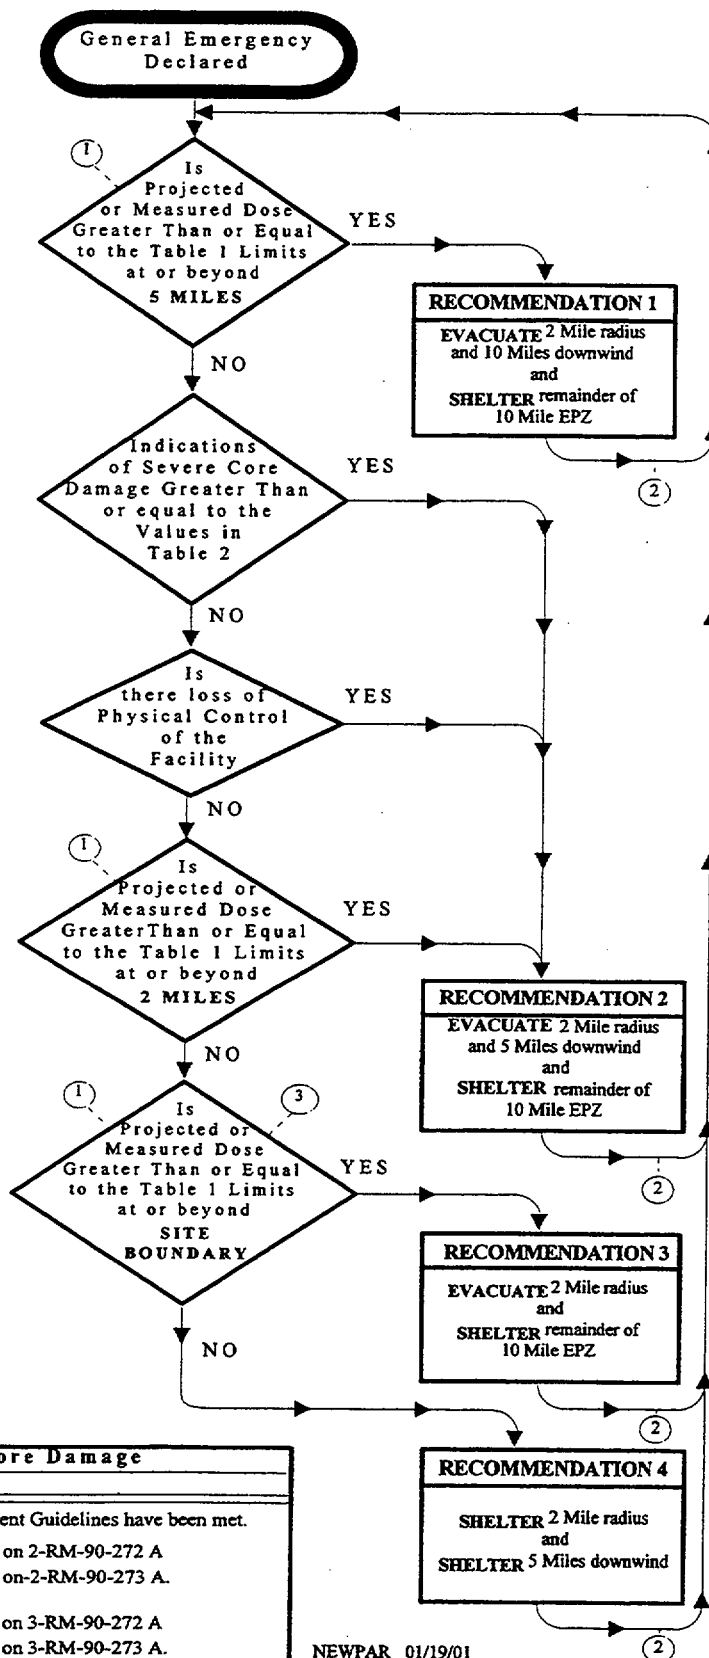 General Emergency
Declared
1
Is
Projected
or Measured Dose
Greater Than or Equal
to the Table 1 Limits
at or beyond
5 MILES
YES
NO
RECOMMENDATION 1
EVACUATE 2 Mile radius
and 10 Miles downwind
and
SHELTER remainder of
10 Mile EPZ
2
Indications
of Severe Core
Damage Greater Than
or equal to the
Values in
Table 2
YES
NO
Is
there loss of
Physical Control
of the
Facility
YES
NO
1
Is
Projected or
Measured Dose
GreaterThan or Equal
to the Table 1 Limits
at or beyond
2 MILES
YES
NO
RECOMMENDATION 2
EVACUATE 2 Mile radius
and 5 Miles downwind
and
SHELTER remainder of
10 Mile EPZ
2
1
3
Is
Projected or
Measured Dose
Greater Than or Equal
to the Table 1 Limits
at or beyond
SITE
BOUNDARY
YES
NO
RECOMMENDATION 3
EVACUATE 2 Mile radius
and
SHELTER remainder of
10 Mile EPZ
2
RECOMMENDATION 4
SHELTER 2 Mile radius
and
SHELTER 5 Miles downwind
2
ore Damage
ent Guidelines have been met.
on 2-RM-90-272 A
on-2-RM-90-273 A.
on 3-RM-90-272 A
on 3-RM-90-273 A.
NEWPAR 01/19/01